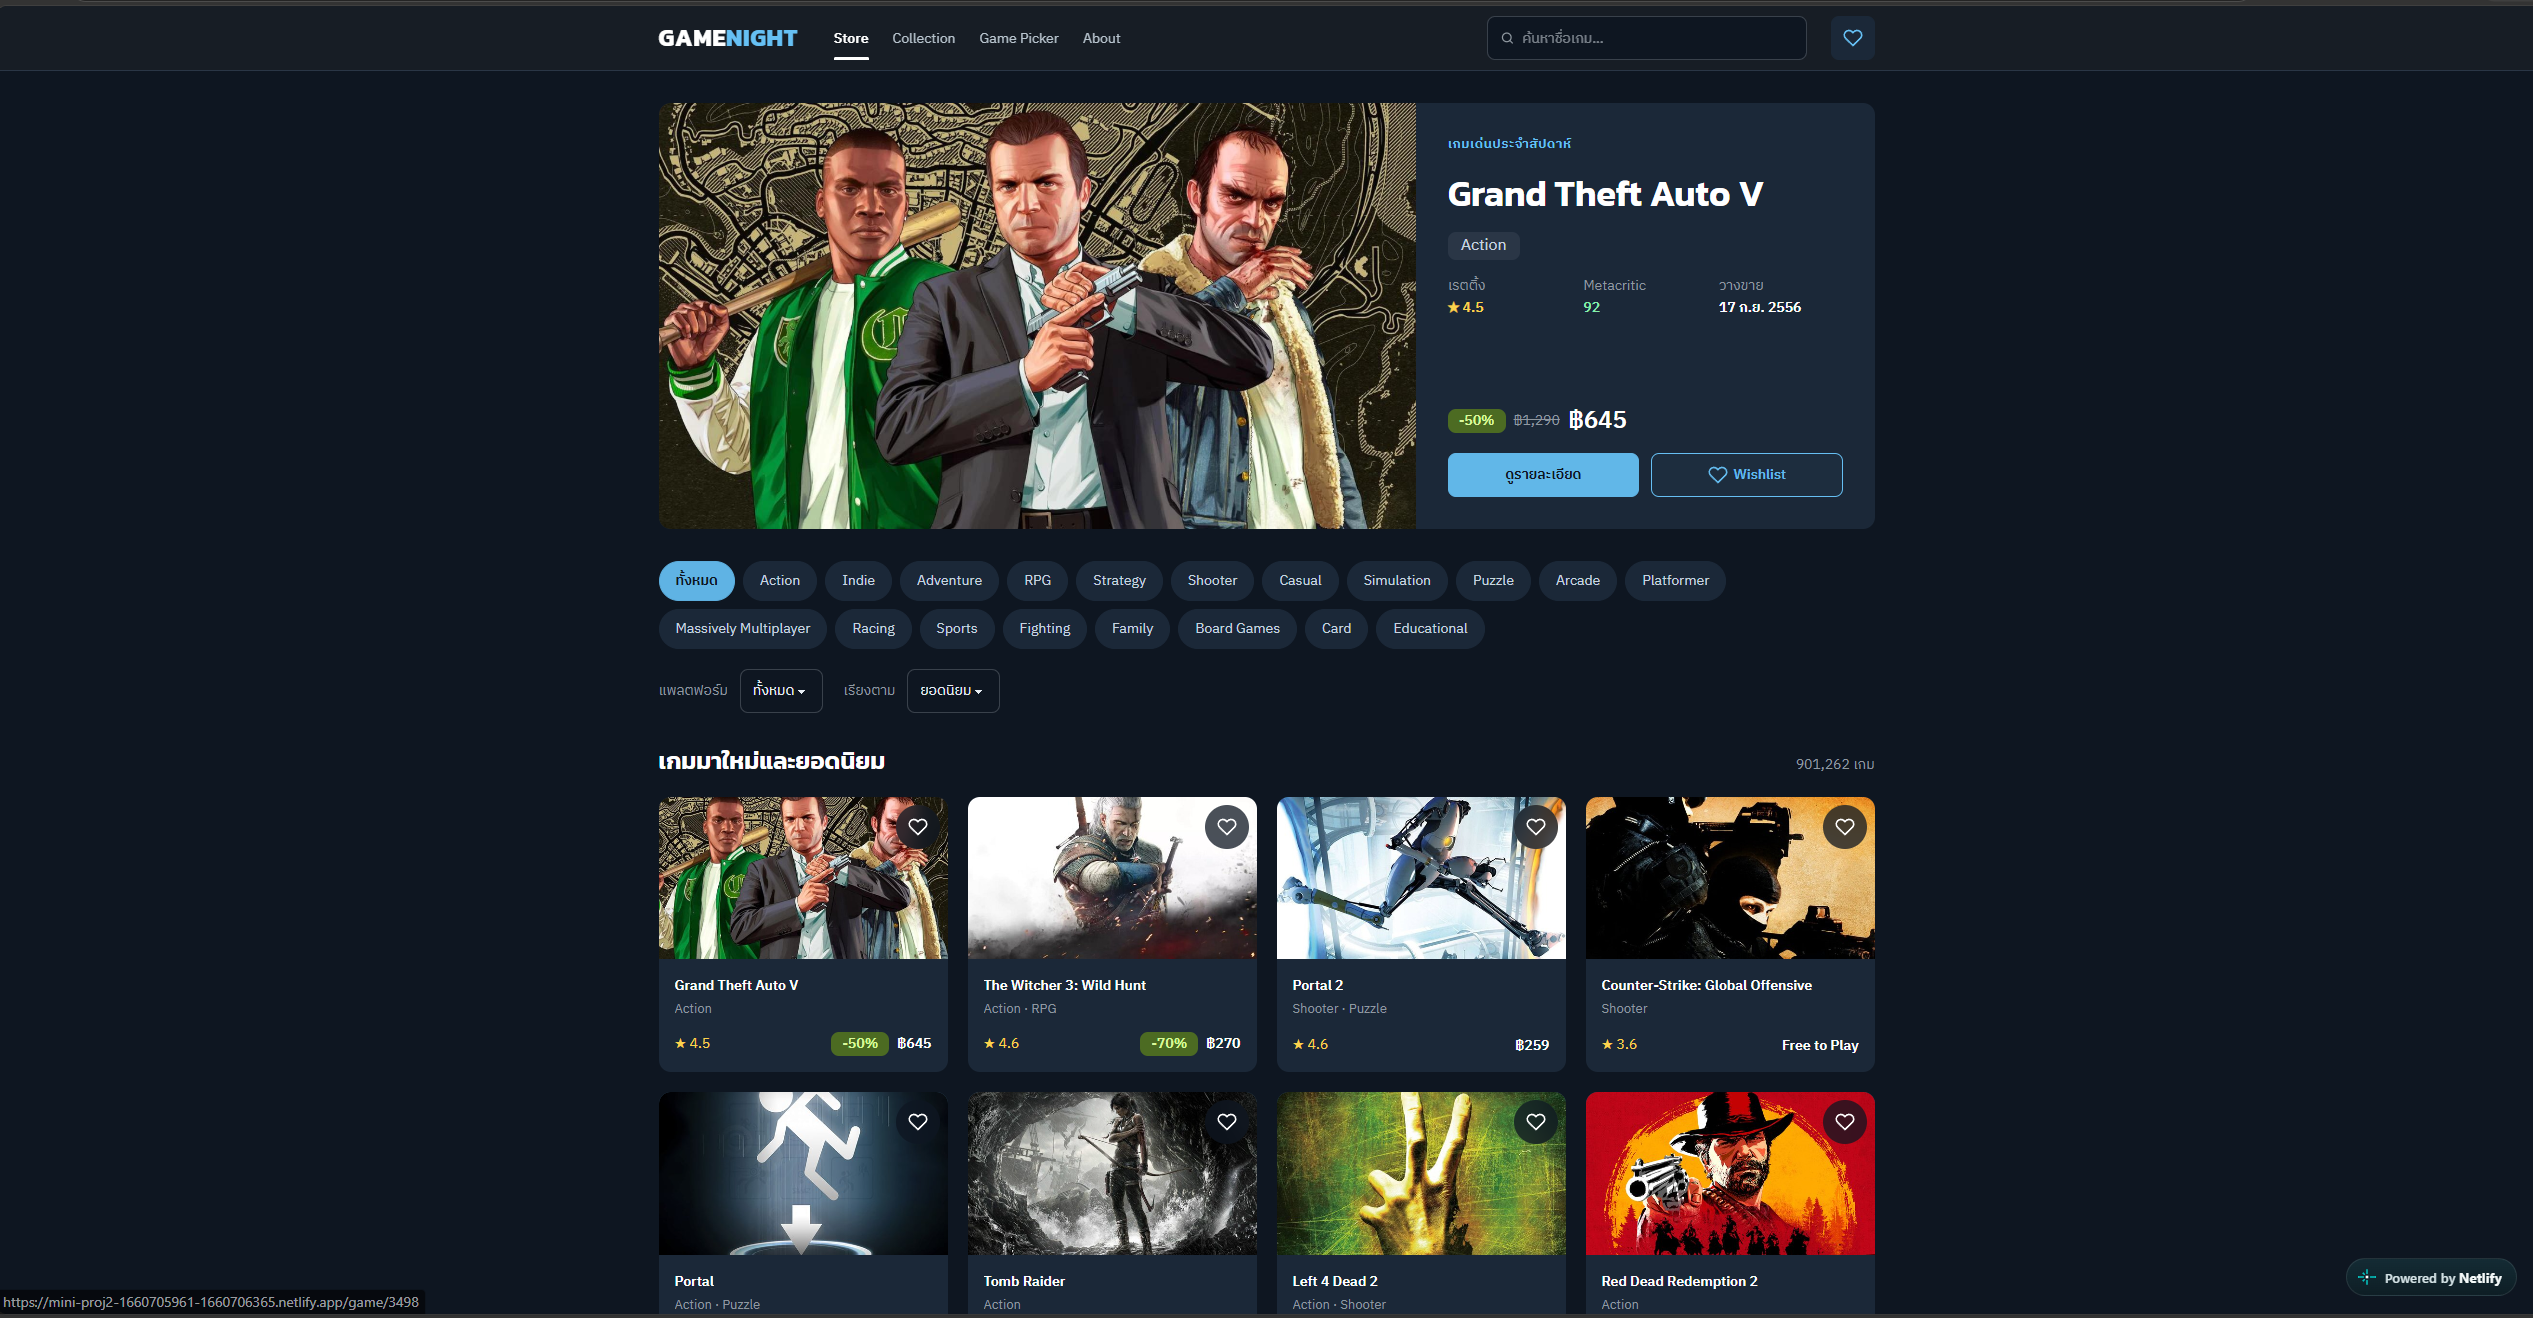 GAMENIGHT Store Collection Game Picker About ค้นหาชื่อเกม...
เกมเด่นประจำสัปดาห์
Grand Theft Auto V
Action
เรตติ้ง Metacritic วางขาย
★ 4.5 92 17 ก.ย. 2556
-50% ฿1,290 ฿645
ดูรายละเอียด Wishlist
ทั้งหมด Action Indie Adventure RPG Strategy Shooter Casual Simulation Puzzle Arcade Platformer
Massively Multiplayer Racing Sports Fighting Family Board Games Card Educational
แพลตฟอร์ม ทั้งหมด เรียงตาม ยอดนิยม
เกมมาใหม่และยอดนิยม 901,262 เกม
Grand Theft Auto V
Action
★ 4.5 -50% ฿645
The Witcher 3: Wild Hunt
Action · RPG
★ 4.6 -70% ฿270
Portal 2
Shooter · Puzzle
★ 4.6 ฿259
Counter-Strike: Global Offensive
Shooter
★ 3.6 Free to Play
Portal
Action · Puzzle
Tomb Raider
Action
Left 4 Dead 2
Action · Shooter
Red Dead Redemption 2
Action
Powered by Netlify
https://mini-proj2-1660705961-1660706365.netlify.app/game/3498